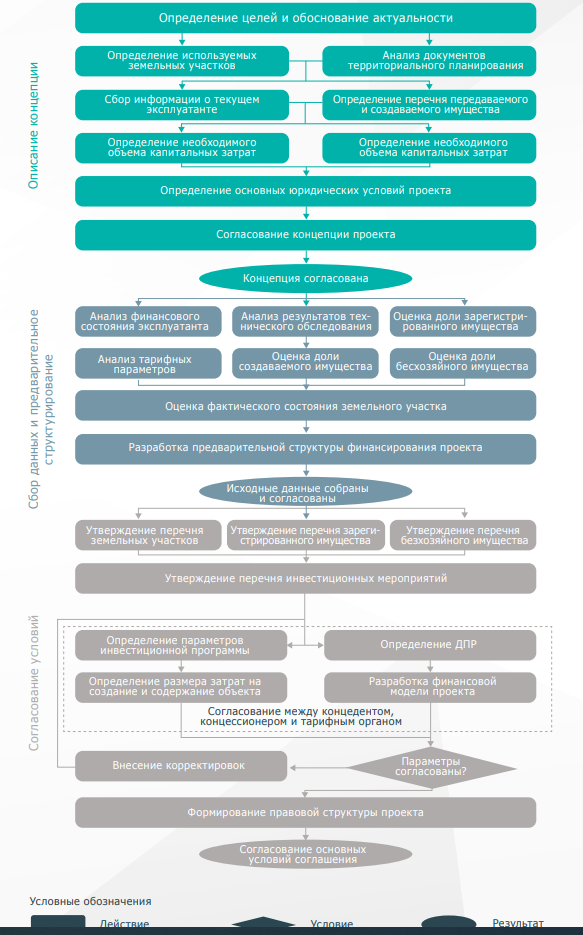 Определение целей и обоснование актуальности
Описание концепции
Определение используемых
земельных участков
Анализ документов
территориального планирования
Сбор информации о текущем
эксплуатанте
Определение перечня передаваемого
и создаваемого имущества
Определение необходимого
объема капитальных затрат
Определение необходимого
объема капитальных затрат
Определение основных юридических условий проекта
Согласование концепции проекта
Концепция согласована
Сбор данных и предварительное
структурирование
Анализ финансового
состояния эксплуатанта
Анализ результатов тех-
нического обследования
Оценка доли зарегистри-
рованного имущества
Анализ тарифных
параметров
Оценка доли
создаваемого имущества
Оценка доли
бесхозяйного имущества
Оценка фактического состояния земельного участка
Разработка предварительной структуры финансирования проекта
Исходные данные собраны
и согласованы
Утверждение перечня
земельных участков
Утверждение перечня зареги-
стрированного имущества
Утверждение перечня
безхозяйного имущества
Утверждение перечня инвестиционных мероприятий
Согласование условий
Определение параметров
инвестиционной программы
Определение ДПР
Определение размера затрат на
создание и содержание объекта
Разработка финансовой
модели проекта
Согласование между концедентом,
концессионером и тарифным органом
Внесение корректировок
Параметры
согласованы?
Формирование правовой структуры проекта
Согласование основных
условий соглашения
Условные обозначения
Действие
Условие
Результат